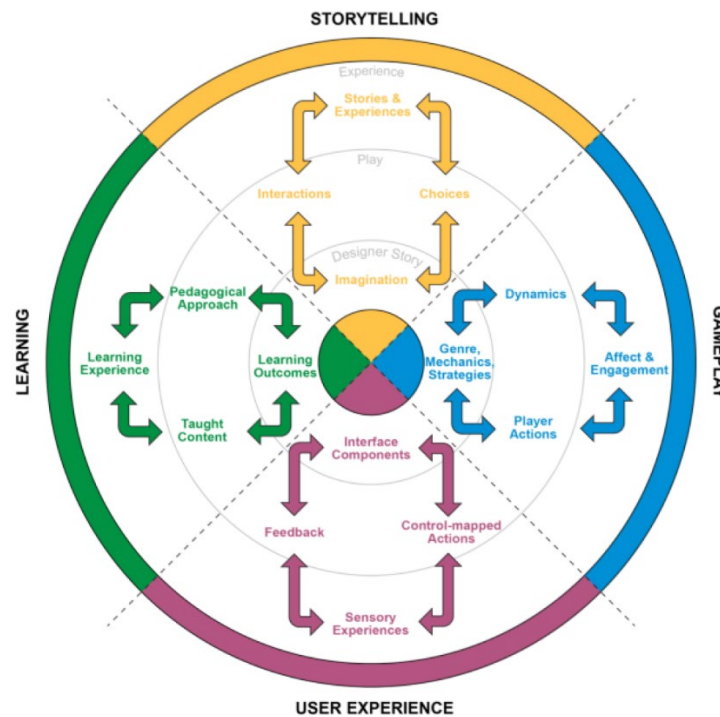 STORYTELLING
Experience
Stories &
Experiences
Play
Interactions
Choices
Designer Story
Imagination
Pedagogical
Approach
Dynamics
LEARNING
Learning
Experience
Learning
Outcomes
Genre,
Mechanics,
Strategies
Affect &
Engagement
GAMEPLAY
Taught
Content
Player
Actions
Interface
Components
Feedback
Control-mapped
Actions
Sensory
Experiences
USER EXPERIENCE